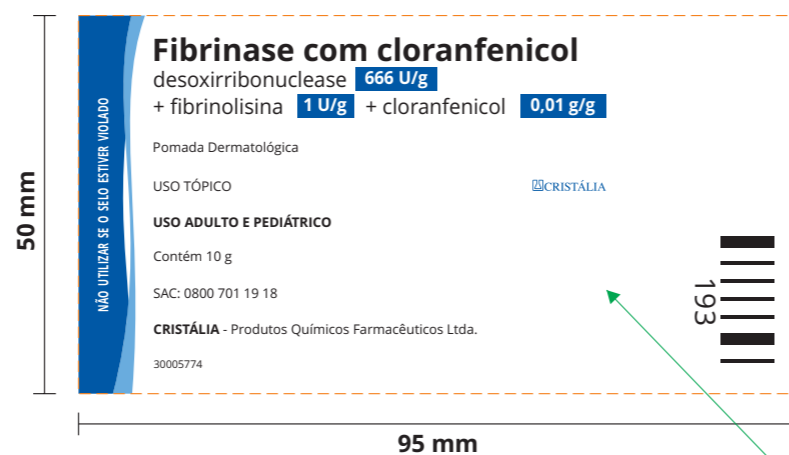 50 mm
NÃO UTILIZAR SE O SELO ESTIVER VIOLADO
Fibrinase com cloranfenicol
desoxirribonuclease 666 U/g
+ fibrinolisina 1 U/g + cloranfenicol 0,01 g/g
Pomada Dermatológica
USO TÓPICO
CRISTÁLIA
USO ADULTO E PEDIÁTRICO
Contém 10 g
SAC: 0800 701 19 18
CRISTÁLIA - Produtos Químicos Farmacêuticos Ltda.
30005774
193
95 mm